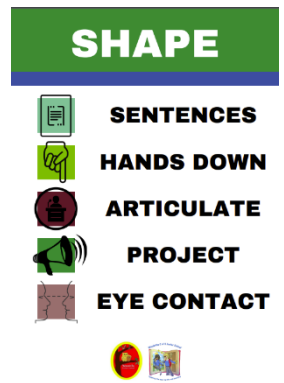 SHAPE
SENTENCES
HANDS DOWN
ARTICULATE
PROJECT
EYE CONTACT